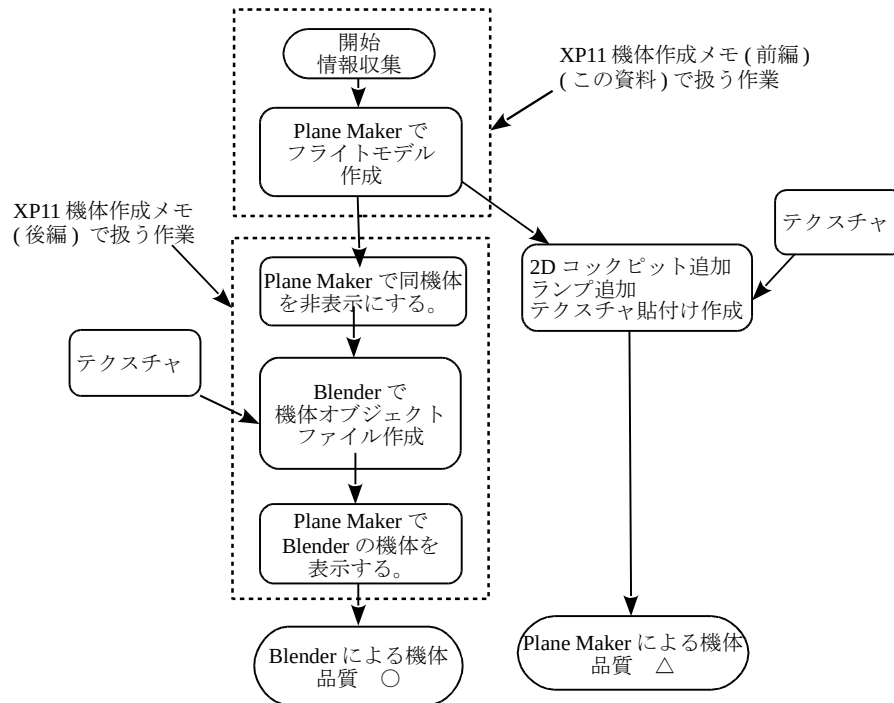 開始
情報収集
XP11 機体作成メモ ( 前編 )
( この資料 ) で扱う作業
Plane Maker で
フライトモデル
作成
XP11 機体作成メモ
( 後編 ) で扱う作業
テクスチャ
2D コックピット追加
ランプ追加
テクスチャ貼付け作成
Plane Maker で同機体
を非表示にする。
テクスチャ
Blender で
機体オブジェクト
ファイル作成
Plane Maker で
Blender の機体を
表示する。
Blender による機体
品質 〇
Plane Maker による機体
品質 △